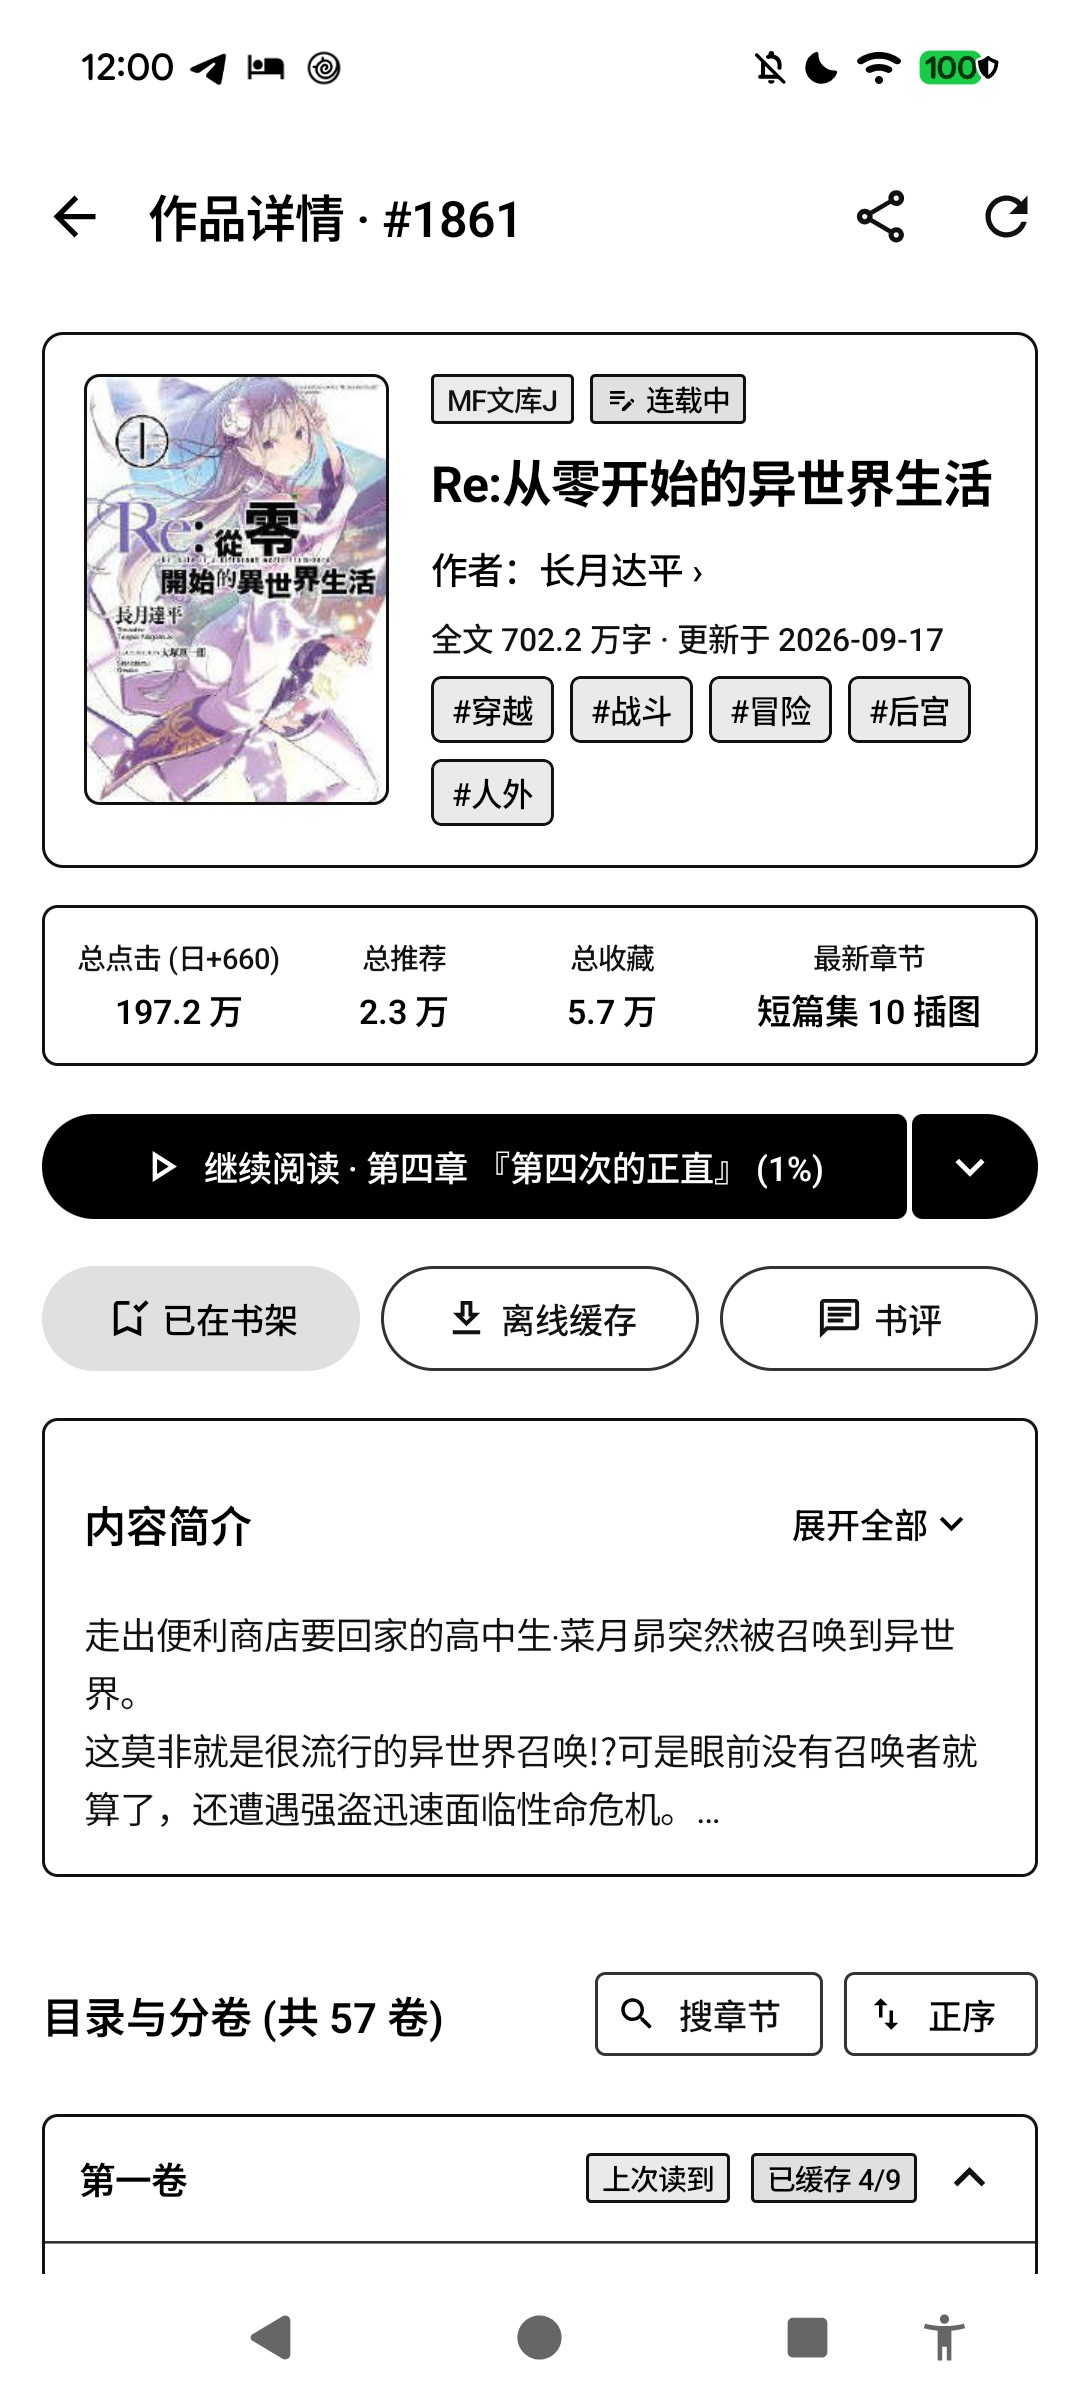 12:00
100
作品详情 · #1861
Re:從零
開始的異世界生活
長月達平
大塚真一郎
MF文库J
连载中
Re:从零开始的异世界生活
作者：长月达平 ›
全文 702.2 万字 · 更新于 2026-09-17
#穿越 #战斗 #冒险 #后宫
#人外
总点击 (日+660) 总推荐 总收藏 最新章节
197.2 万 2.3 万 5.7 万 短篇集 10 插图
继续阅读 · 第四章 『第四次的正直』 (1%)
已在书架 离线缓存 书评
内容简介 展开全部
走出便利商店要回家的高中生·菜月昴突然被召唤到异世
界。
这莫非就是很流行的异世界召唤!?可是眼前没有召唤者就
算了，还遭遇强盗迅速面临性命危机。...
目录与分卷 (共 57 卷) 搜章节 正序
第一卷 上次读到 已缓存 4/9